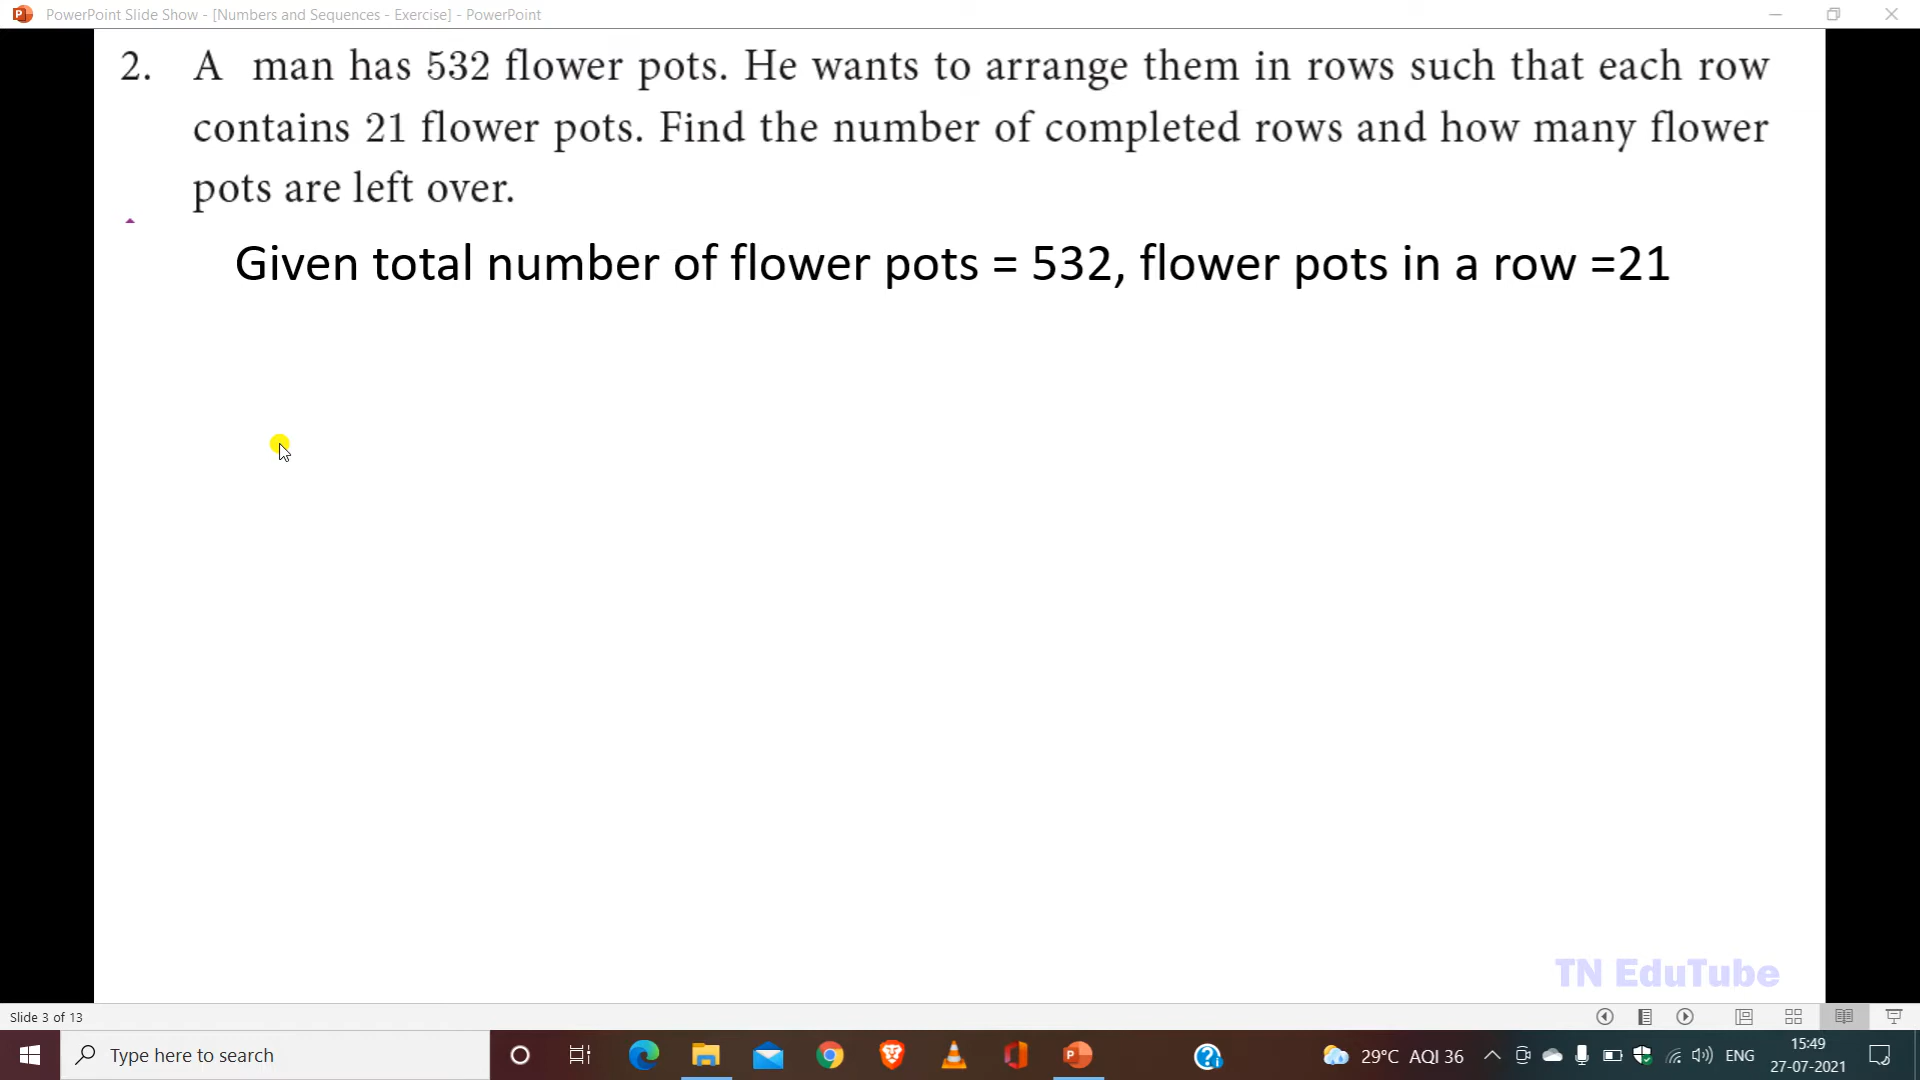 PowerPoint Slide Show - [Numbers and Sequences - Exercise] - PowerPoint
2. A man has 532 flower pots. He wants to arrange them in rows such that each row
contains 21 flower pots. Find the number of completed rows and how many flower
pots are left over.
Given total number of flower pots = 532, flower pots in a row =21
TN EduTube
Slide 3 of 13
Type here to search
29°C AQI 36
ENG
15:49
27-07-2021